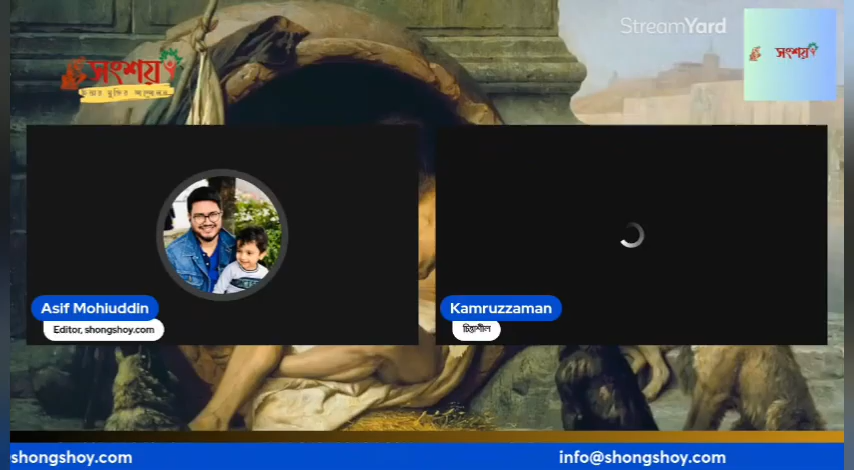 StreamYard
সংশয়
সংশয়
Asif Mohiuddin
Editor, shongshoy.com
Kamruzzaman
চিন্তাশীল
shongshoy.com
info@shongshoy.com